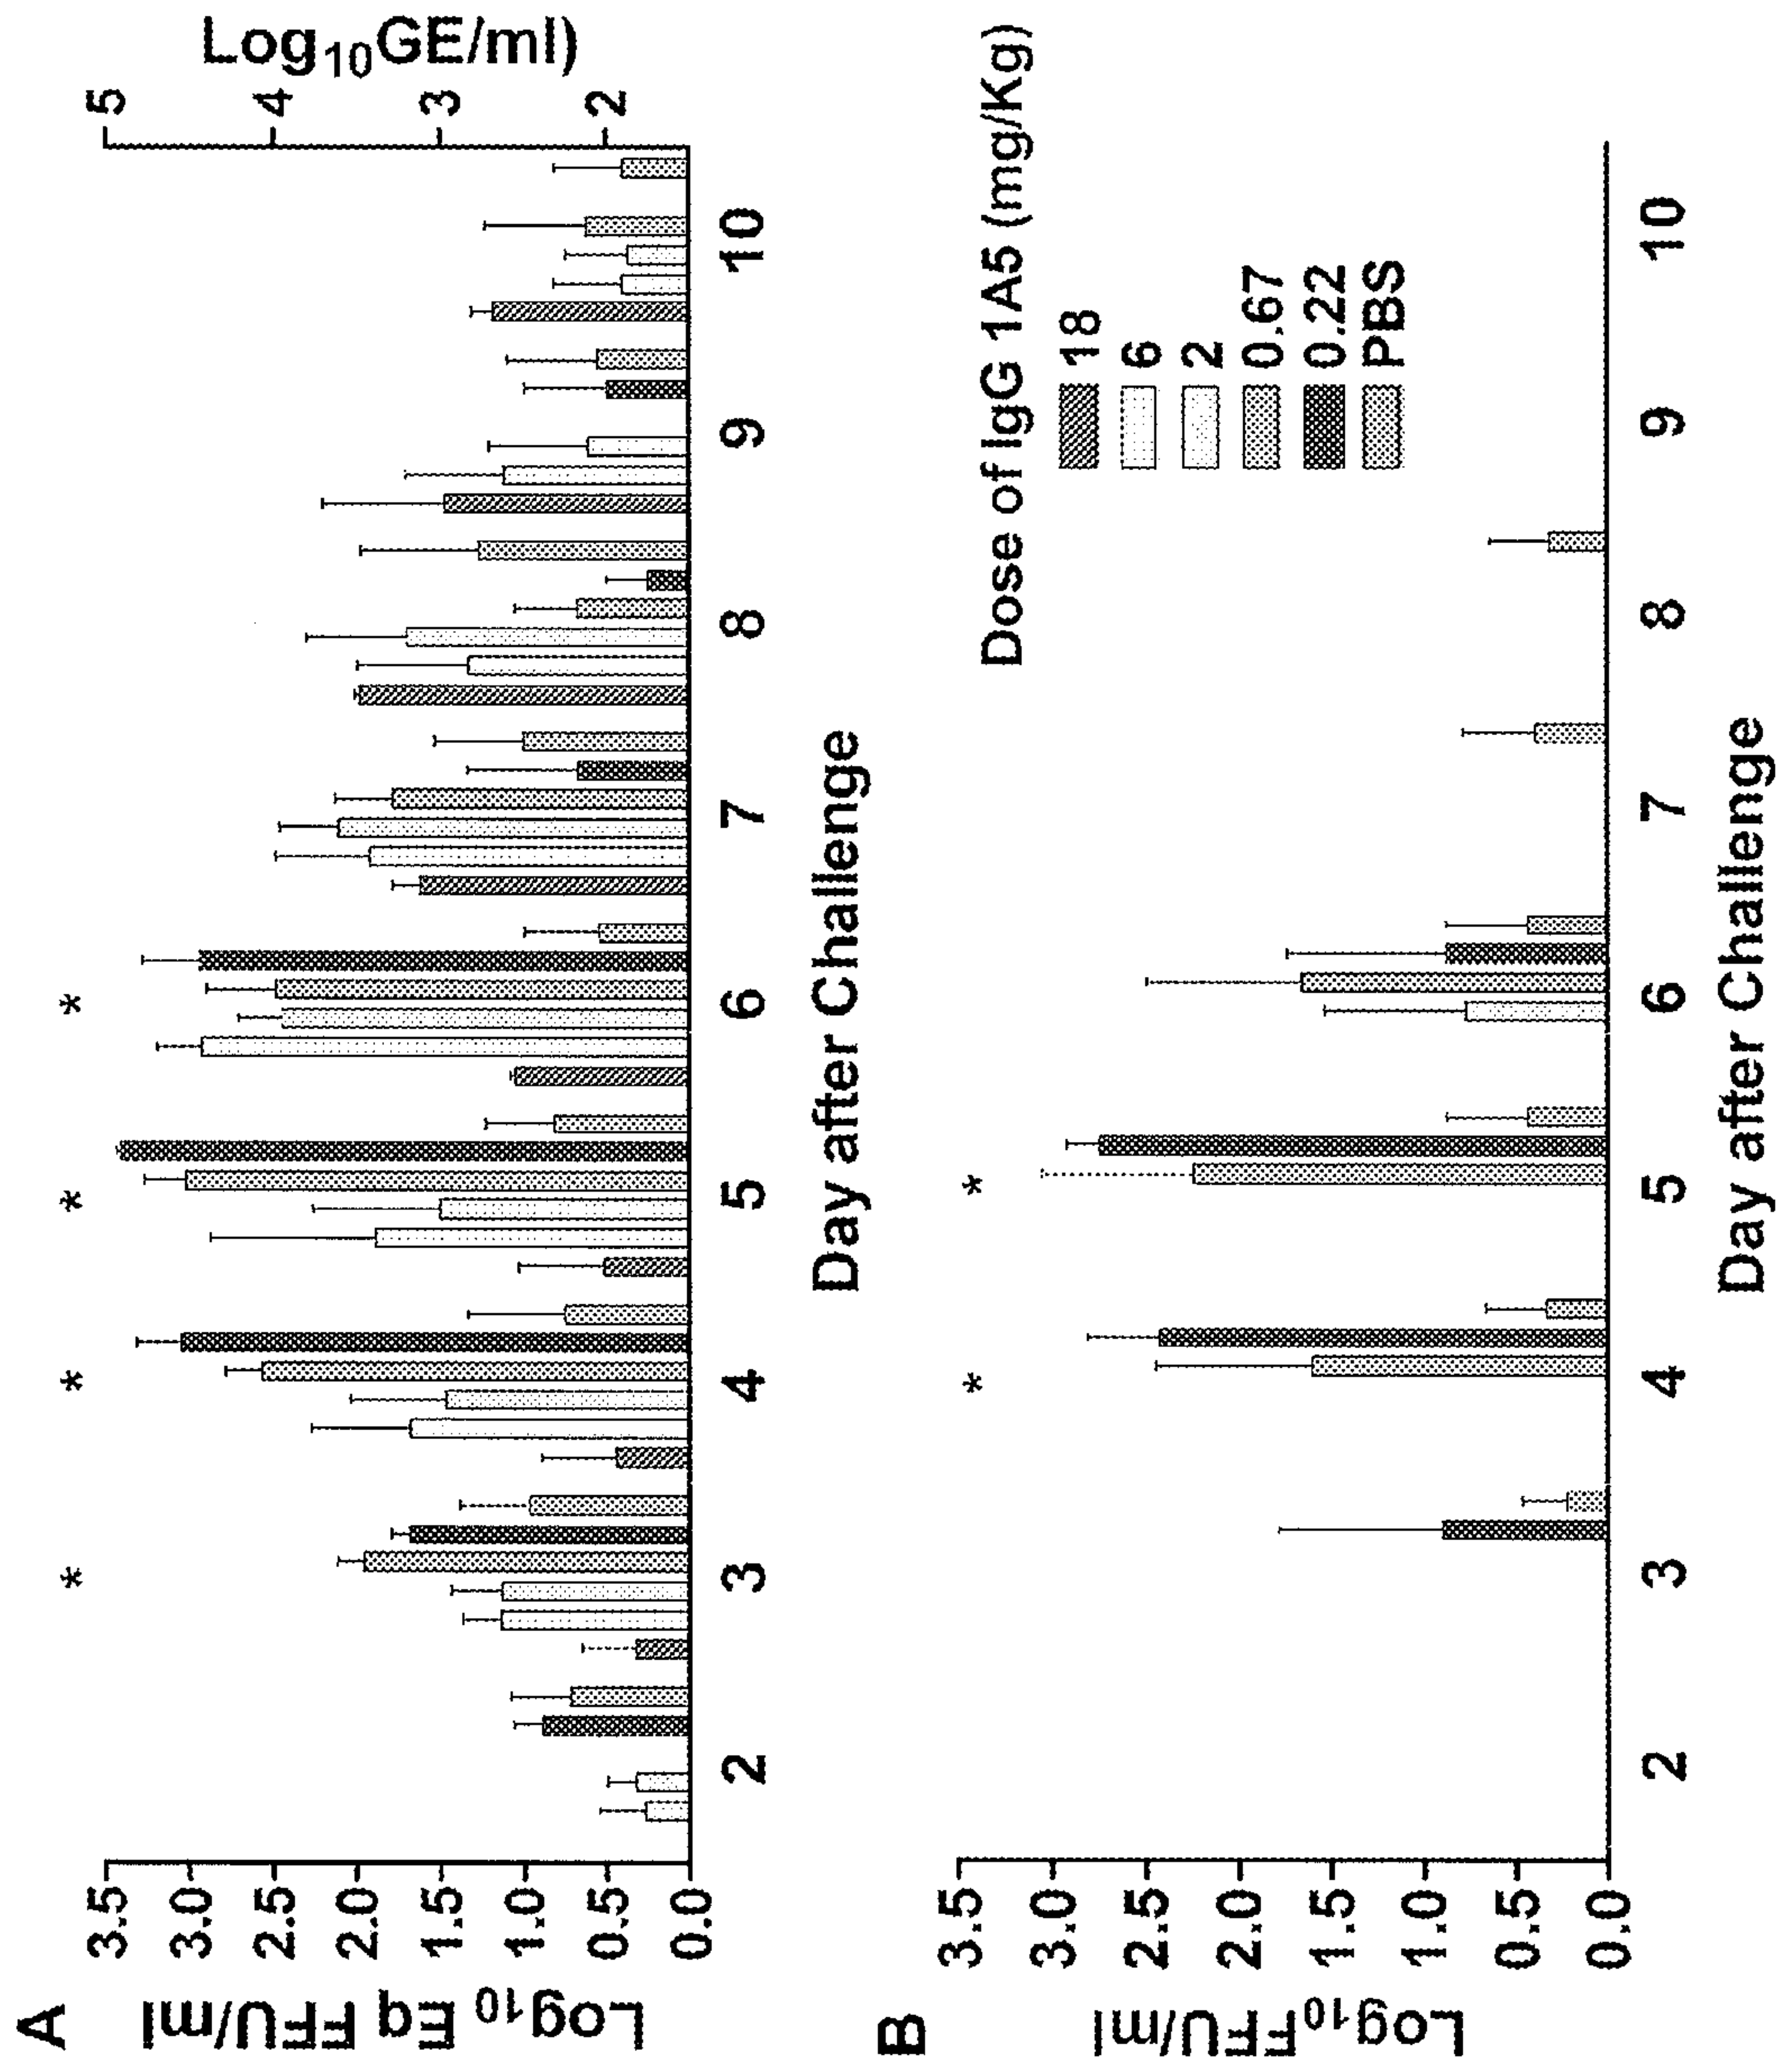 A
Log10 Eq FFU/ml
3.5
3.0
2.5
2.0
1.5
1.0
0.5
0.0
* * * *
Log10GE/ml)
5
4
3
2
2 3 4 5 6 7 8 9 10
Day after Challenge
B
Log10FFU/ml
3.5
3.0
2.5
2.0
1.5
1.0
0.5
0.0
* *
Dose of IgG 1A5 (mg/Kg)
18
6
2
0.67
0.22
PBS
2 3 4 5 6 7 8 9 10
Day after Challenge